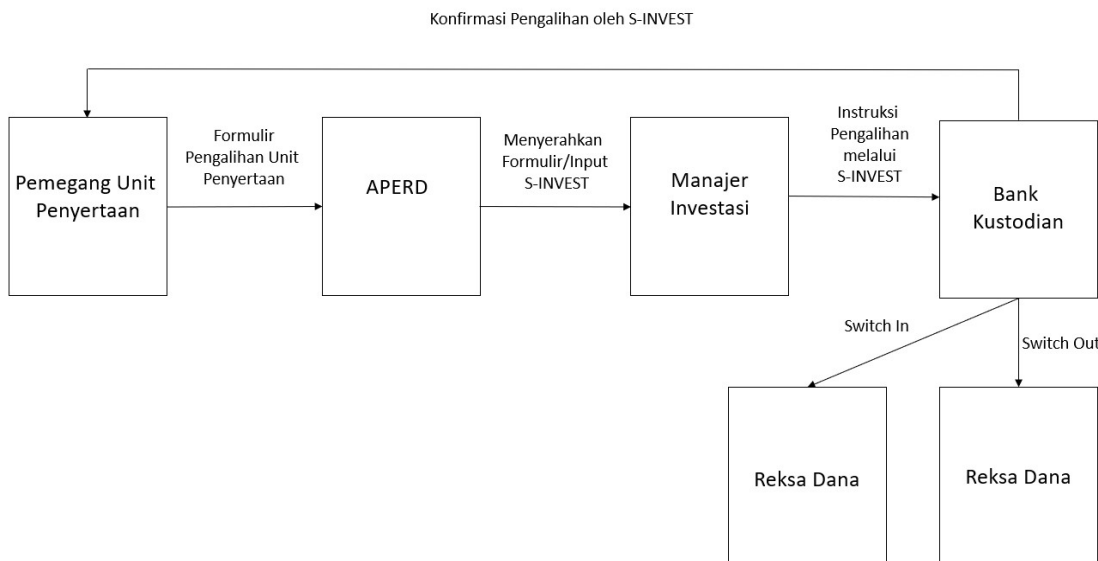 Konfirmasi Pengalihan oleh S-INVEST
Pemegang Unit
Penyertaan
Formulir
Pengalihan Unit
Penyertaan
APERD
Menyerahkan
Formulir/Input
S-INVEST
Manajer
Investasi
Instruksi
Pengalihan
melalui
S-INVEST
Bank
Kustodian
Switch In
Switch Out
Reksa Dana
Reksa Dana